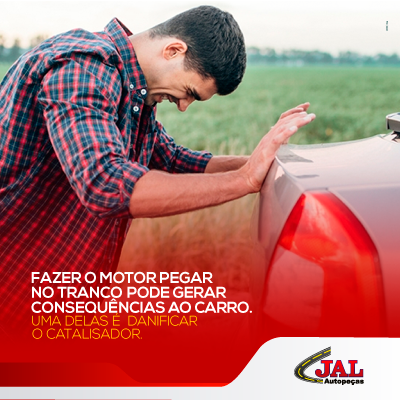 FAZER O MOTOR PEGAR
NO TRANCO PODE GERAR
CONSEQUÊNCIAS AO CARRO.
UMA DELAS É DANIFICAR
O CATALISADOR.
JAL
Autopeças